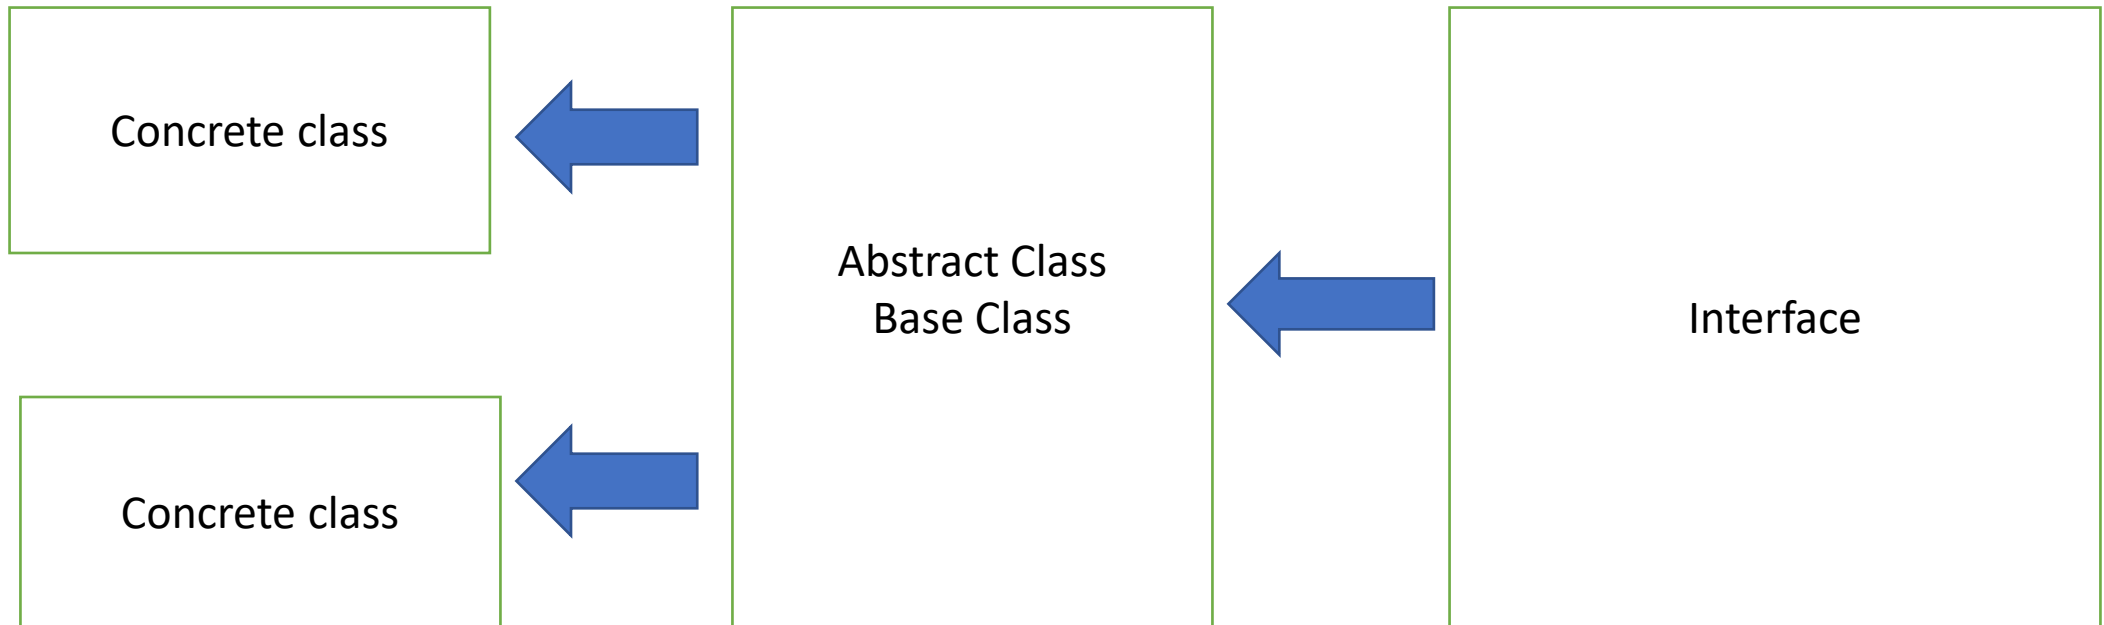 Concrete class
Abstract Class
Base Class
Interface
Concrete class